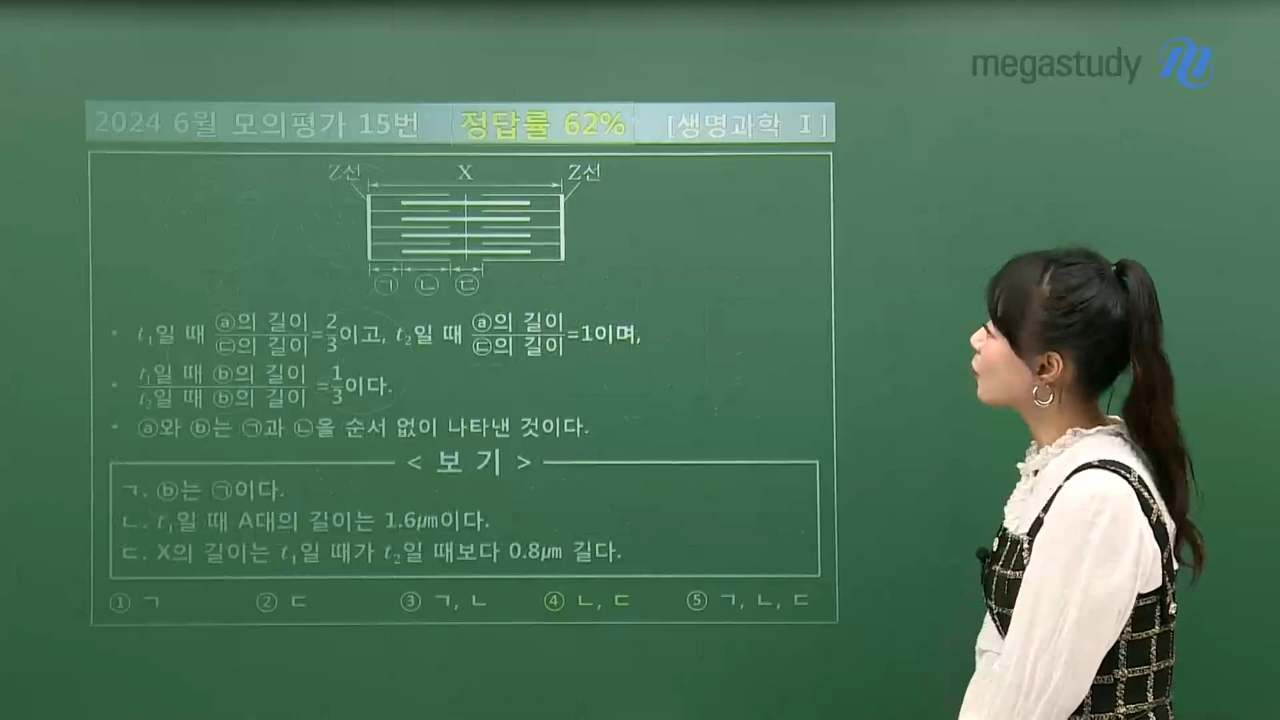 megastudy
2024 6월 모의평가 15번 정답률 62% [생명과학 Ⅰ]
Z선 X Z선
㉠ ㉡ ㉢
• t₁일 때 ⓐ의 길이/㉢의 길이=2/3이고, t₂일 때 ⓐ의 길이/㉢의 길이=1이며,
• t₁일 때 ⓑ의 길이/t₂일 때 ⓑ의 길이=1/3이다.
• ⓐ와 ⓑ는 ㉠과 ㉡을 순서 없이 나타낸 것이다.
< 보 기 >
ㄱ. ⓑ는 ㉠이다.
ㄴ. t₁일 때 A대의 길이는 1.6㎛이다.
ㄷ. X의 길이는 t₁일 때가 t₂일 때보다 0.8㎛ 길다.
① ㄱ ② ㄷ ③ ㄱ, ㄴ ④ ㄴ, ㄷ ⑤ ㄱ, ㄴ, ㄷ